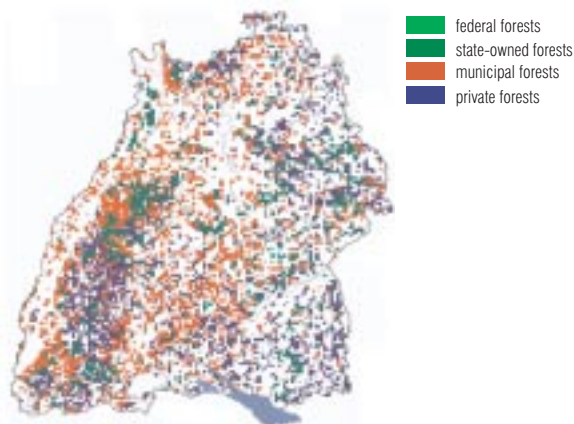 federal forests
state-owned forests
municipal forests
private forests